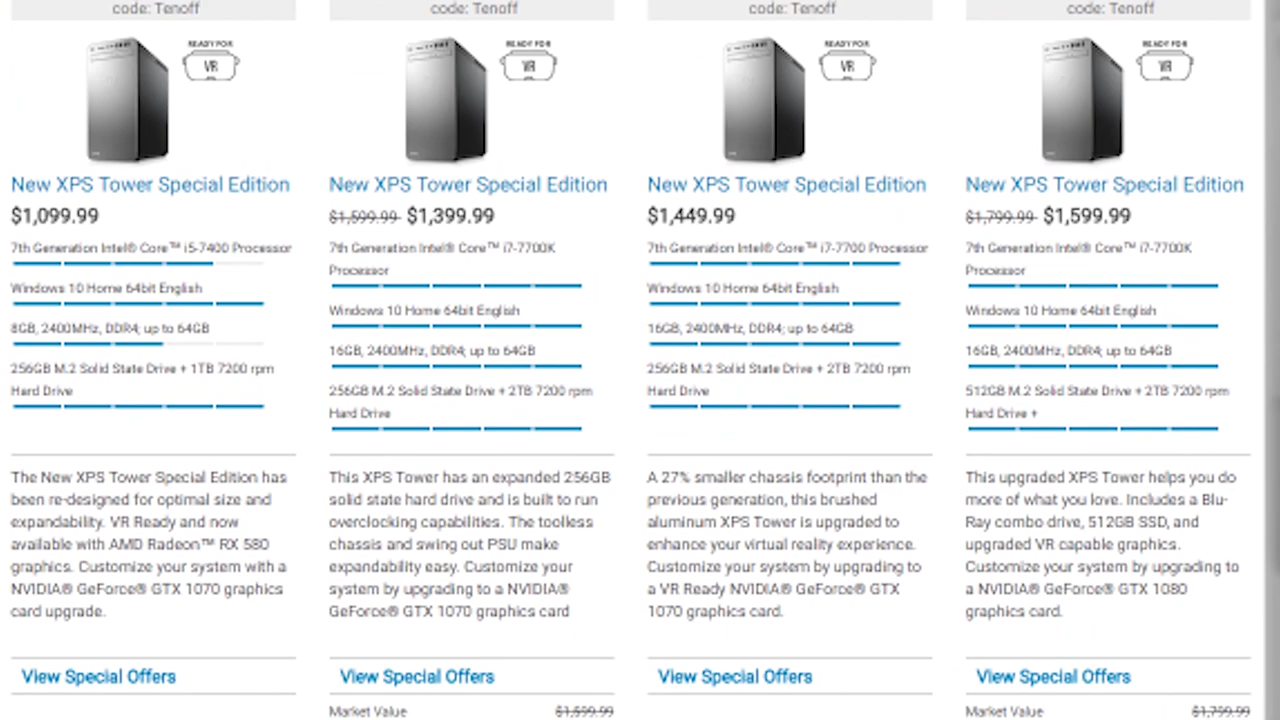 code: Tenoff
READY FOR
VR
New XPS Tower Special Edition
$1,099.99
7th Generation Intel® Core™ i5-7400 Processor
Windows 10 Home 64bit English
8GB, 2400MHz, DDR4; up to 64GB
256GB M.2 Solid State Drive + 1TB 7200 rpm
Hard Drive
The New XPS Tower Special Edition has
been re-designed for optimal size and
expandability. VR Ready and now
available with AMD Radeon™ RX 580
graphics. Customize your system with a
NVIDIA® GeForce® GTX 1070 graphics
card upgrade.
View Special Offers
code: Tenoff
READY FOR
VR
New XPS Tower Special Edition
$1,599.99 $1,399.99
7th Generation Intel® Core™ i7-7700K
Processor
Windows 10 Home 64bit English
16GB, 2400MHz, DDR4; up to 64GB
256GB M.2 Solid State Drive + 2TB 7200 rpm
Hard Drive
This XPS Tower has an expanded 256GB
solid state hard drive and is built to run
overclocking capabilities. The toolless
chassis and swing out PSU make
expandability easy. Customize your
system by upgrading to a NVIDIA®
GeForce® GTX 1070 graphics card
View Special Offers
Market Value $1,599.99
code: Tenoff
READY FOR
VR
New XPS Tower Special Edition
$1,449.99
7th Generation Intel® Core™ i7-7700 Processor
Windows 10 Home 64bit English
16GB, 2400MHz, DDR4; up to 64GB
256GB M.2 Solid State Drive + 2TB 7200 rpm
Hard Drive
A 27% smaller chassis footprint than the
previous generation, this brushed
aluminum XPS Tower is upgraded to
enhance your virtual reality experience.
Customize your system by upgrading to
a VR Ready NVIDIA® GeForce® GTX
1070 graphics card.
View Special Offers
code: Tenoff
READY FOR
VR
New XPS Tower Special Edition
$1,799.99 $1,599.99
7th Generation Intel® Core™ i7-7700K
Processor
Windows 10 Home 64bit English
16GB, 2400MHz, DDR4; up to 64GB
512GB M.2 Solid State Drive + 2TB 7200 rpm
Hard Drive +
This upgraded XPS Tower helps you do
more of what you love. Includes a Blu-
Ray combo drive, 512GB SSD, and
upgraded VR capable graphics.
Customize your system by upgrading to
a NVIDIA® GeForce® GTX 1080
graphics card.
View Special Offers
Market Value $1,799.99